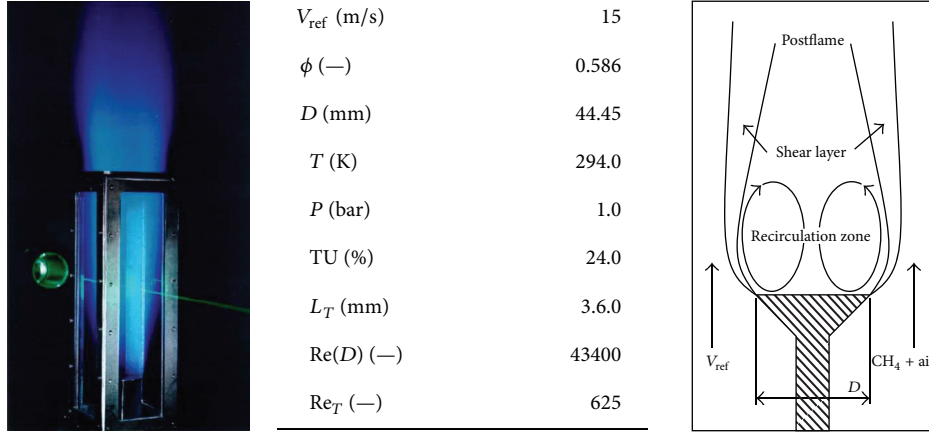 V_ref (m/s) 15
ϕ (—) 0.586
D (mm) 44.45
T (K) 294.0
P (bar) 1.0
TU (%) 24.0
L_T (mm) 3.6.0
Re(D) (—) 43400
Re_T (—) 625
Postflame
Shear layer
Recirculation zone
V_ref
CH₄ + ai
D